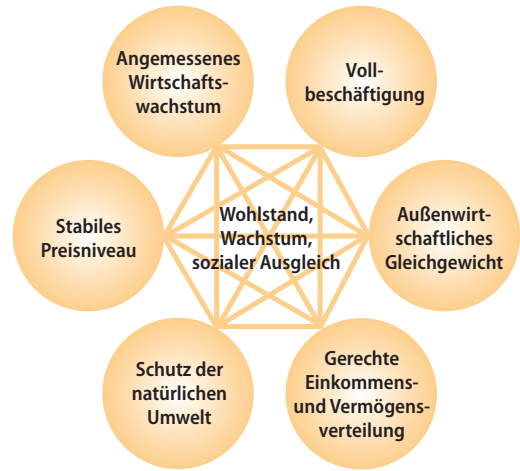 Angemessenes
Wirtschafts-
wachstum
Voll-
beschäftigung
Stabiles
Preisniveau
Wohlstand,
Wachstum,
sozialer Ausgleich
Außenwirt-
schaftliches
Gleichgewicht
Schutz der
natürlichen
Umwelt
Gerechte
Einkommens-
und Vermögens-
verteilung